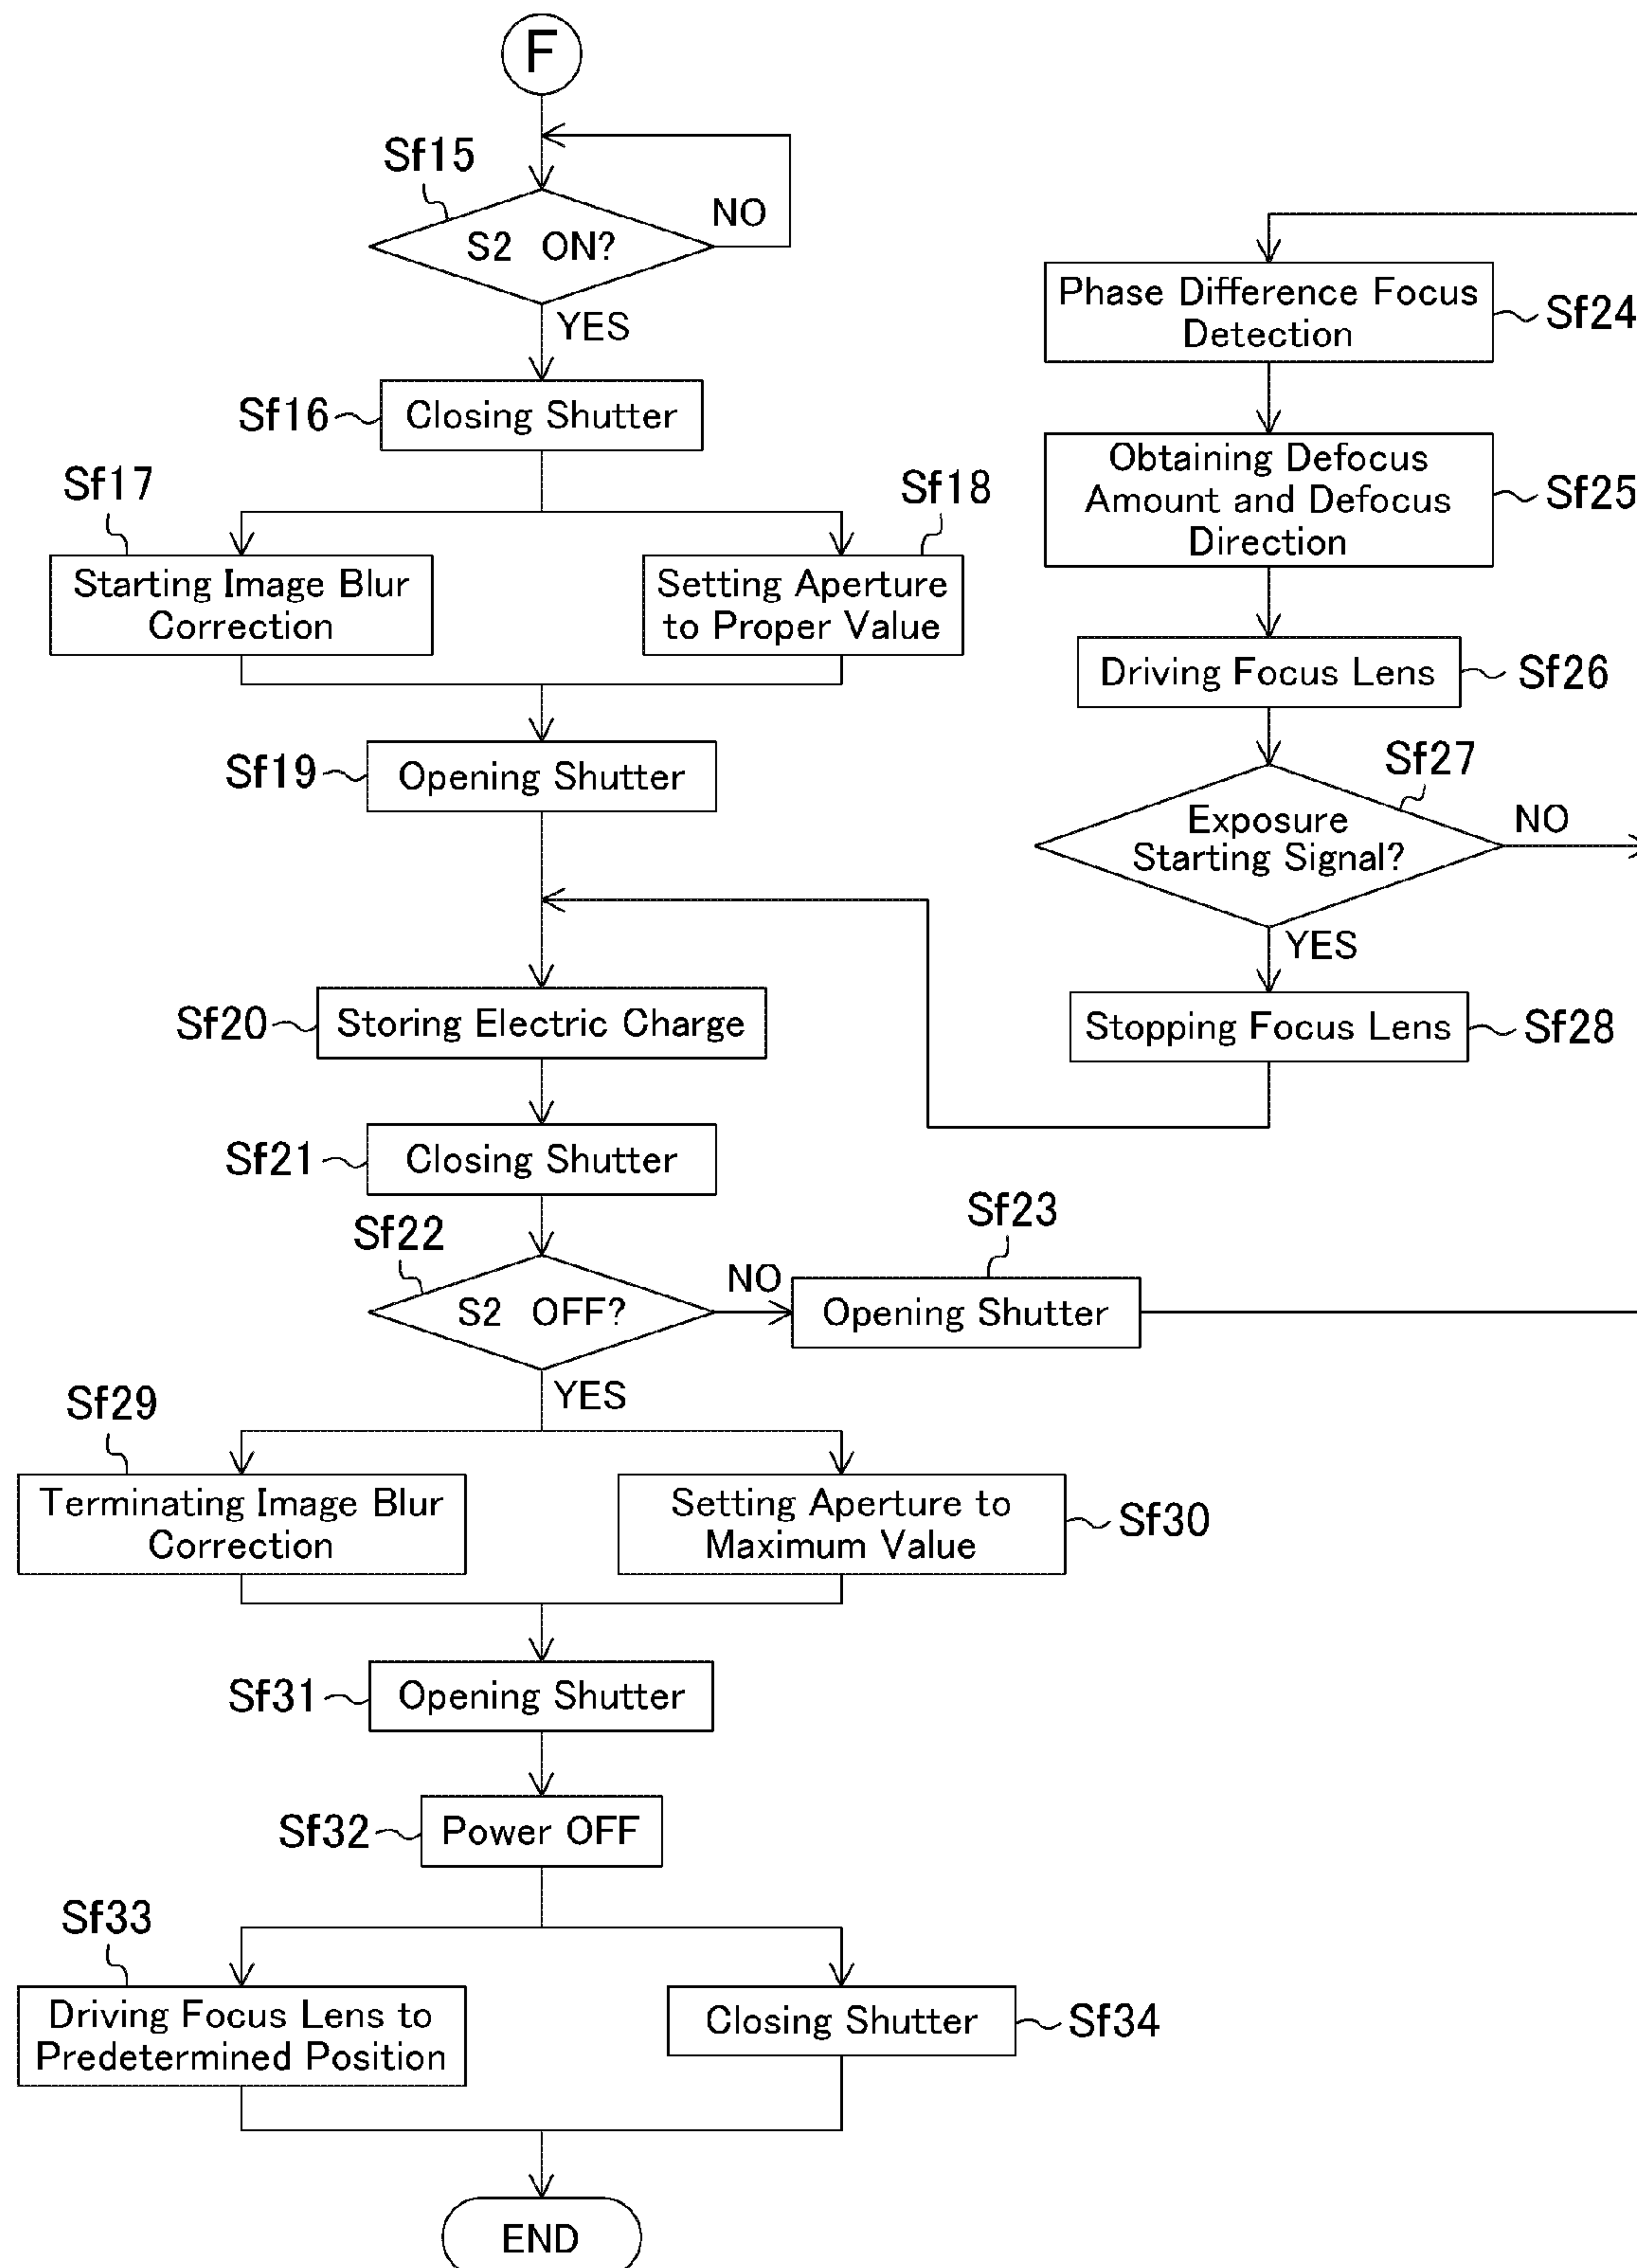 F
Sf15
S2 ON?
NO
YES
Sf16
Closing Shutter
Sf17
Sf18
Starting Image Blur
Correction
Setting Aperture
to Proper Value
Sf19
Opening Shutter
Sf20
Storing Electric Charge
Sf21
Closing Shutter
Sf22
S2 OFF?
NO
YES
Sf23
Opening Shutter
Phase Difference Focus
Detection
Sf24
Obtaining Defocus
Amount and Defocus
Direction
Sf25
Driving Focus Lens
Sf26
Sf27
Exposure
Starting Signal?
NO
YES
Stopping Focus Lens
Sf28
Sf29
Terminating Image Blur
Correction
Setting Aperture to
Maximum Value
Sf30
Sf31
Opening Shutter
Sf32
Power OFF
Sf33
Driving Focus Lens to
Predetermined Position
Closing Shutter
Sf34
END